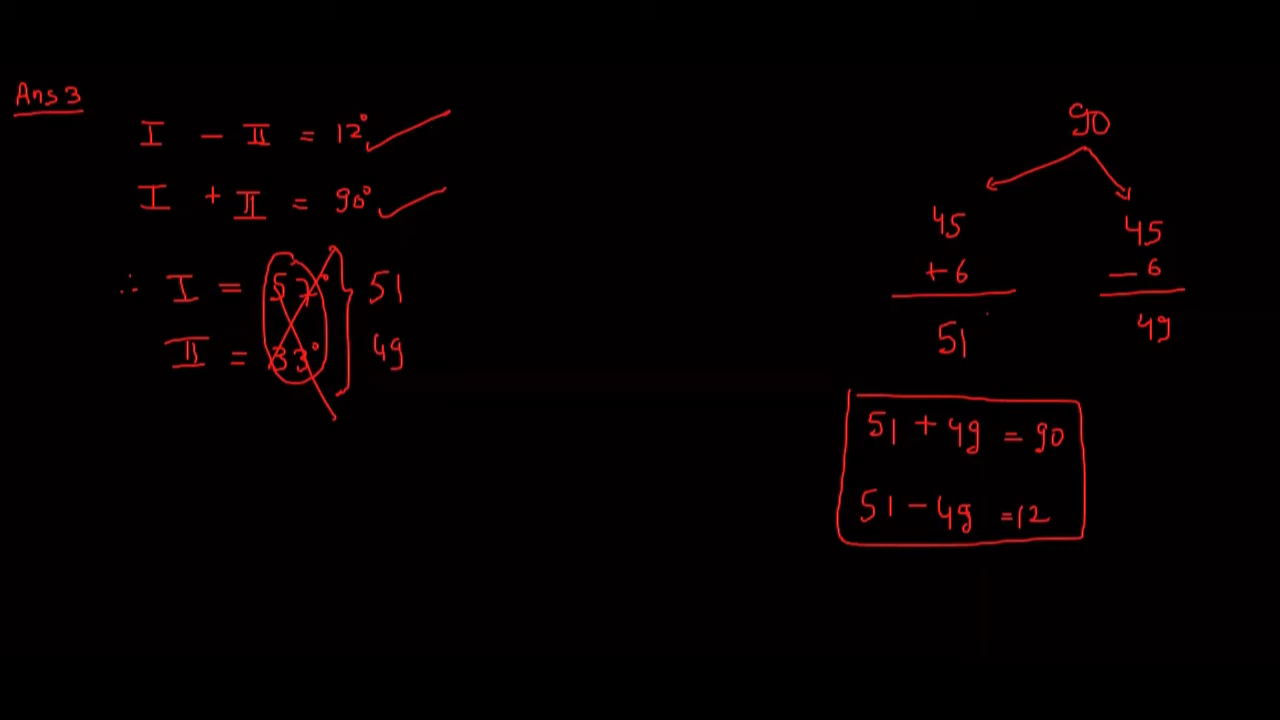 Ans 3
I - II = 12°
I + II = 90°
∴ I = 57° 51
II = 33° 49
90
45 45
+6 -6
51 49
51 + 49 = 90
51 - 49 = 12